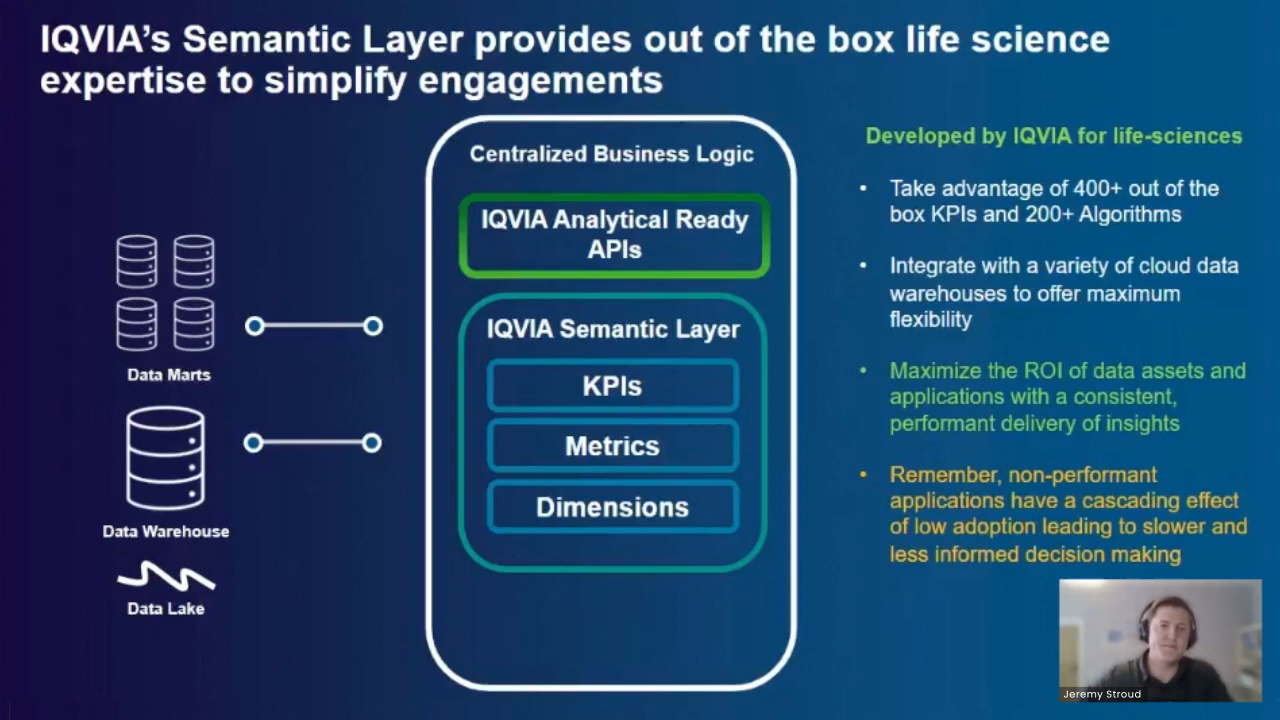 IQVIA's Semantic Layer provides out of the box life science
expertise to simplify engagements
Centralized Business Logic
IQVIA Analytical Ready
APIs
IQVIA Semantic Layer
KPIs
Metrics
Dimensions
Data Marts
Data Warehouse
Data Lake
Developed by IQVIA for life-sciences
• Take advantage of 400+ out of the
box KPIs and 200+ Algorithms
• Integrate with a variety of cloud data
warehouses to offer maximum
flexibility
• Maximize the ROI of data assets and
applications with a consistent,
performant delivery of insights
• Remember, non-performant
applications have a cascading effect
of low adoption leading to slower and
less informed decision making
Jeremy Stroud